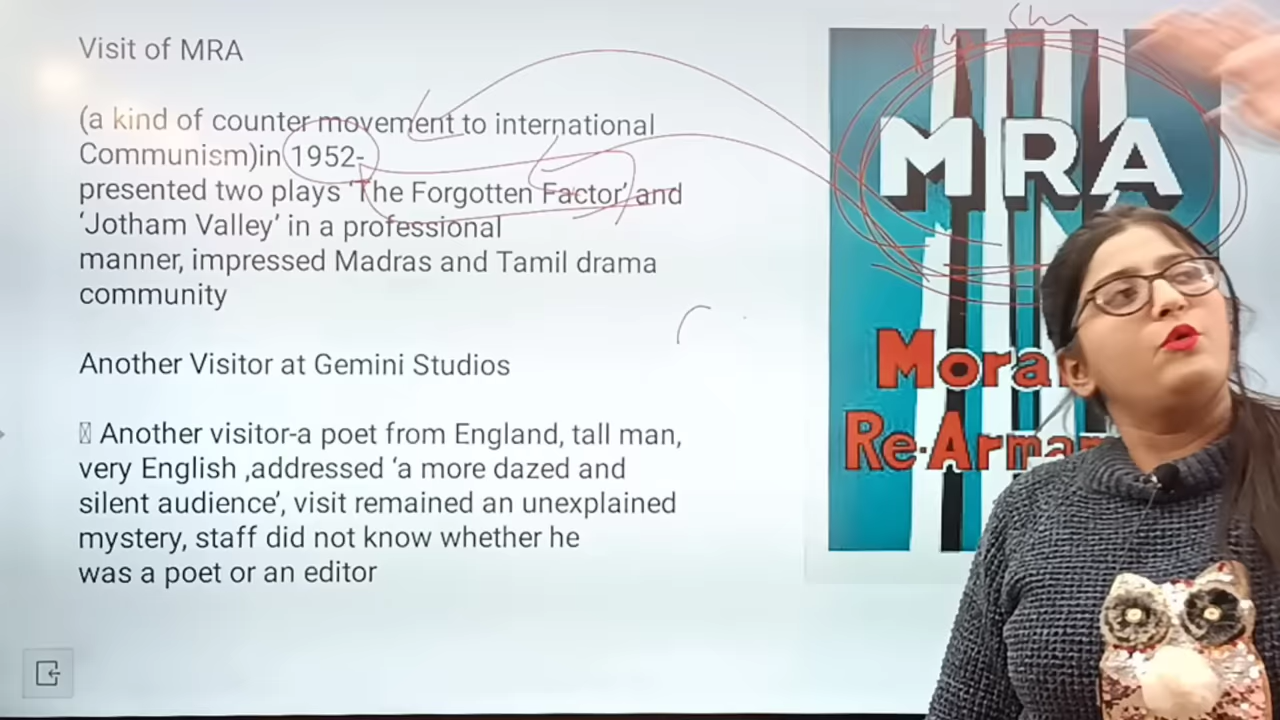 Visit of MRA
(a kind of counter movement to international
Communism)in 1952-
presented two plays 'The Forgotten Factor' and
‘Jotham Valley’ in a professional
manner, impressed Madras and Tamil drama
community
Another Visitor at Gemini Studios
Another visitor-a poet from England, tall man,
very English ,addressed ‘a more dazed and
silent audience’, visit remained an unexplained
mystery, staff did not know whether he
was a poet or an editor
MRA
Moral
Re-Arma